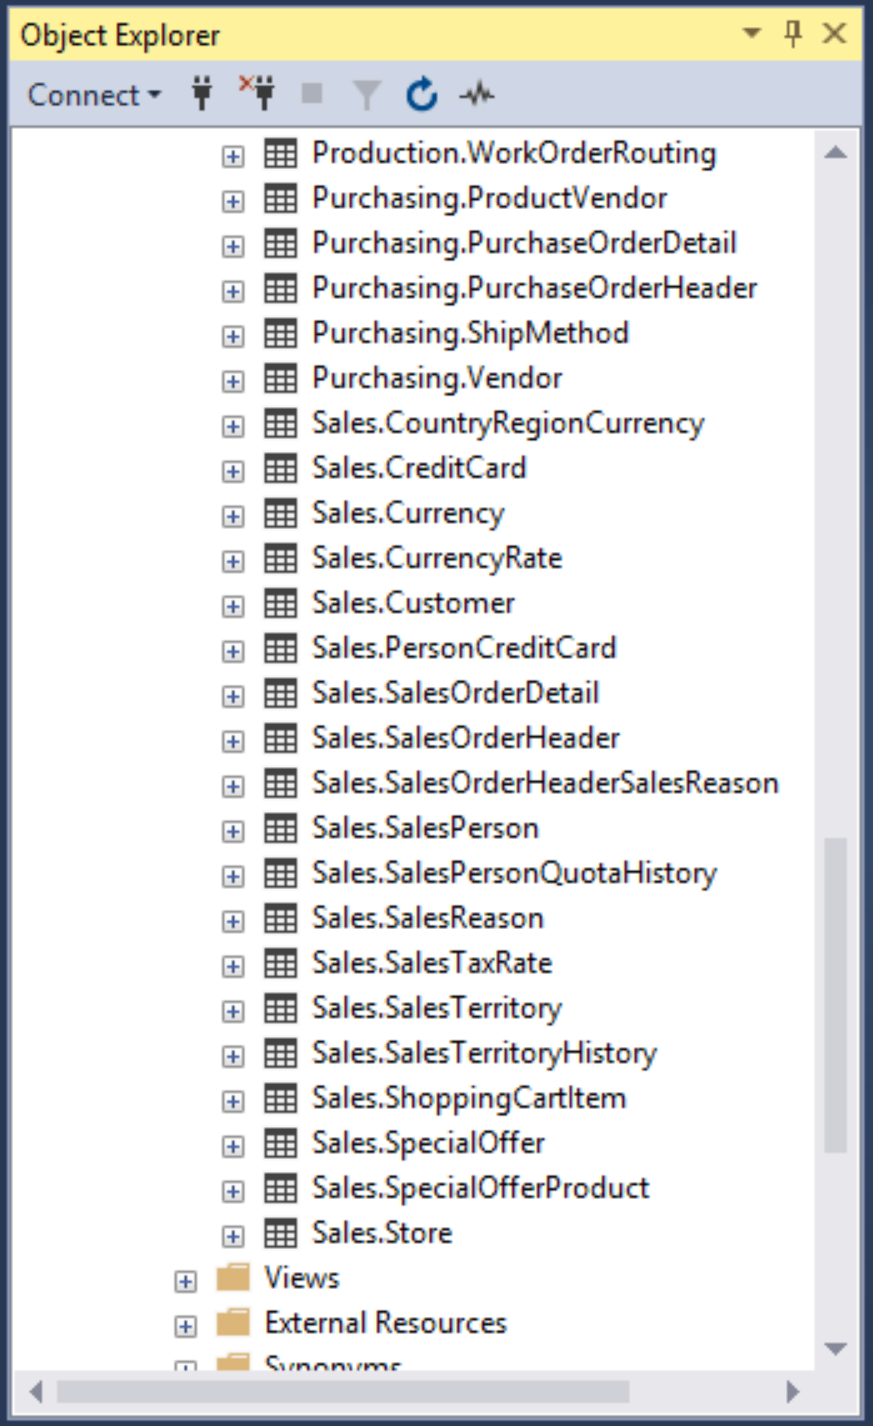 Object Explorer
Connect
Production.WorkOrderRouting
Purchasing.ProductVendor
Purchasing.PurchaseOrderDetail
Purchasing.PurchaseOrderHeader
Purchasing.ShipMethod
Purchasing.Vendor
Sales.CountryRegionCurrency
Sales.CreditCard
Sales.Currency
Sales.CurrencyRate
Sales.Customer
Sales.PersonCreditCard
Sales.SalesOrderDetail
Sales.SalesOrderHeader
Sales.SalesOrderHeaderSalesReason
Sales.SalesPerson
Sales.SalesPersonQuotaHistory
Sales.SalesReason
Sales.SalesTaxRate
Sales.SalesTerritory
Sales.SalesTerritoryHistory
Sales.ShoppingCartItem
Sales.SpecialOffer
Sales.SpecialOfferProduct
Sales.Store
Views
External Resources
Synonyms